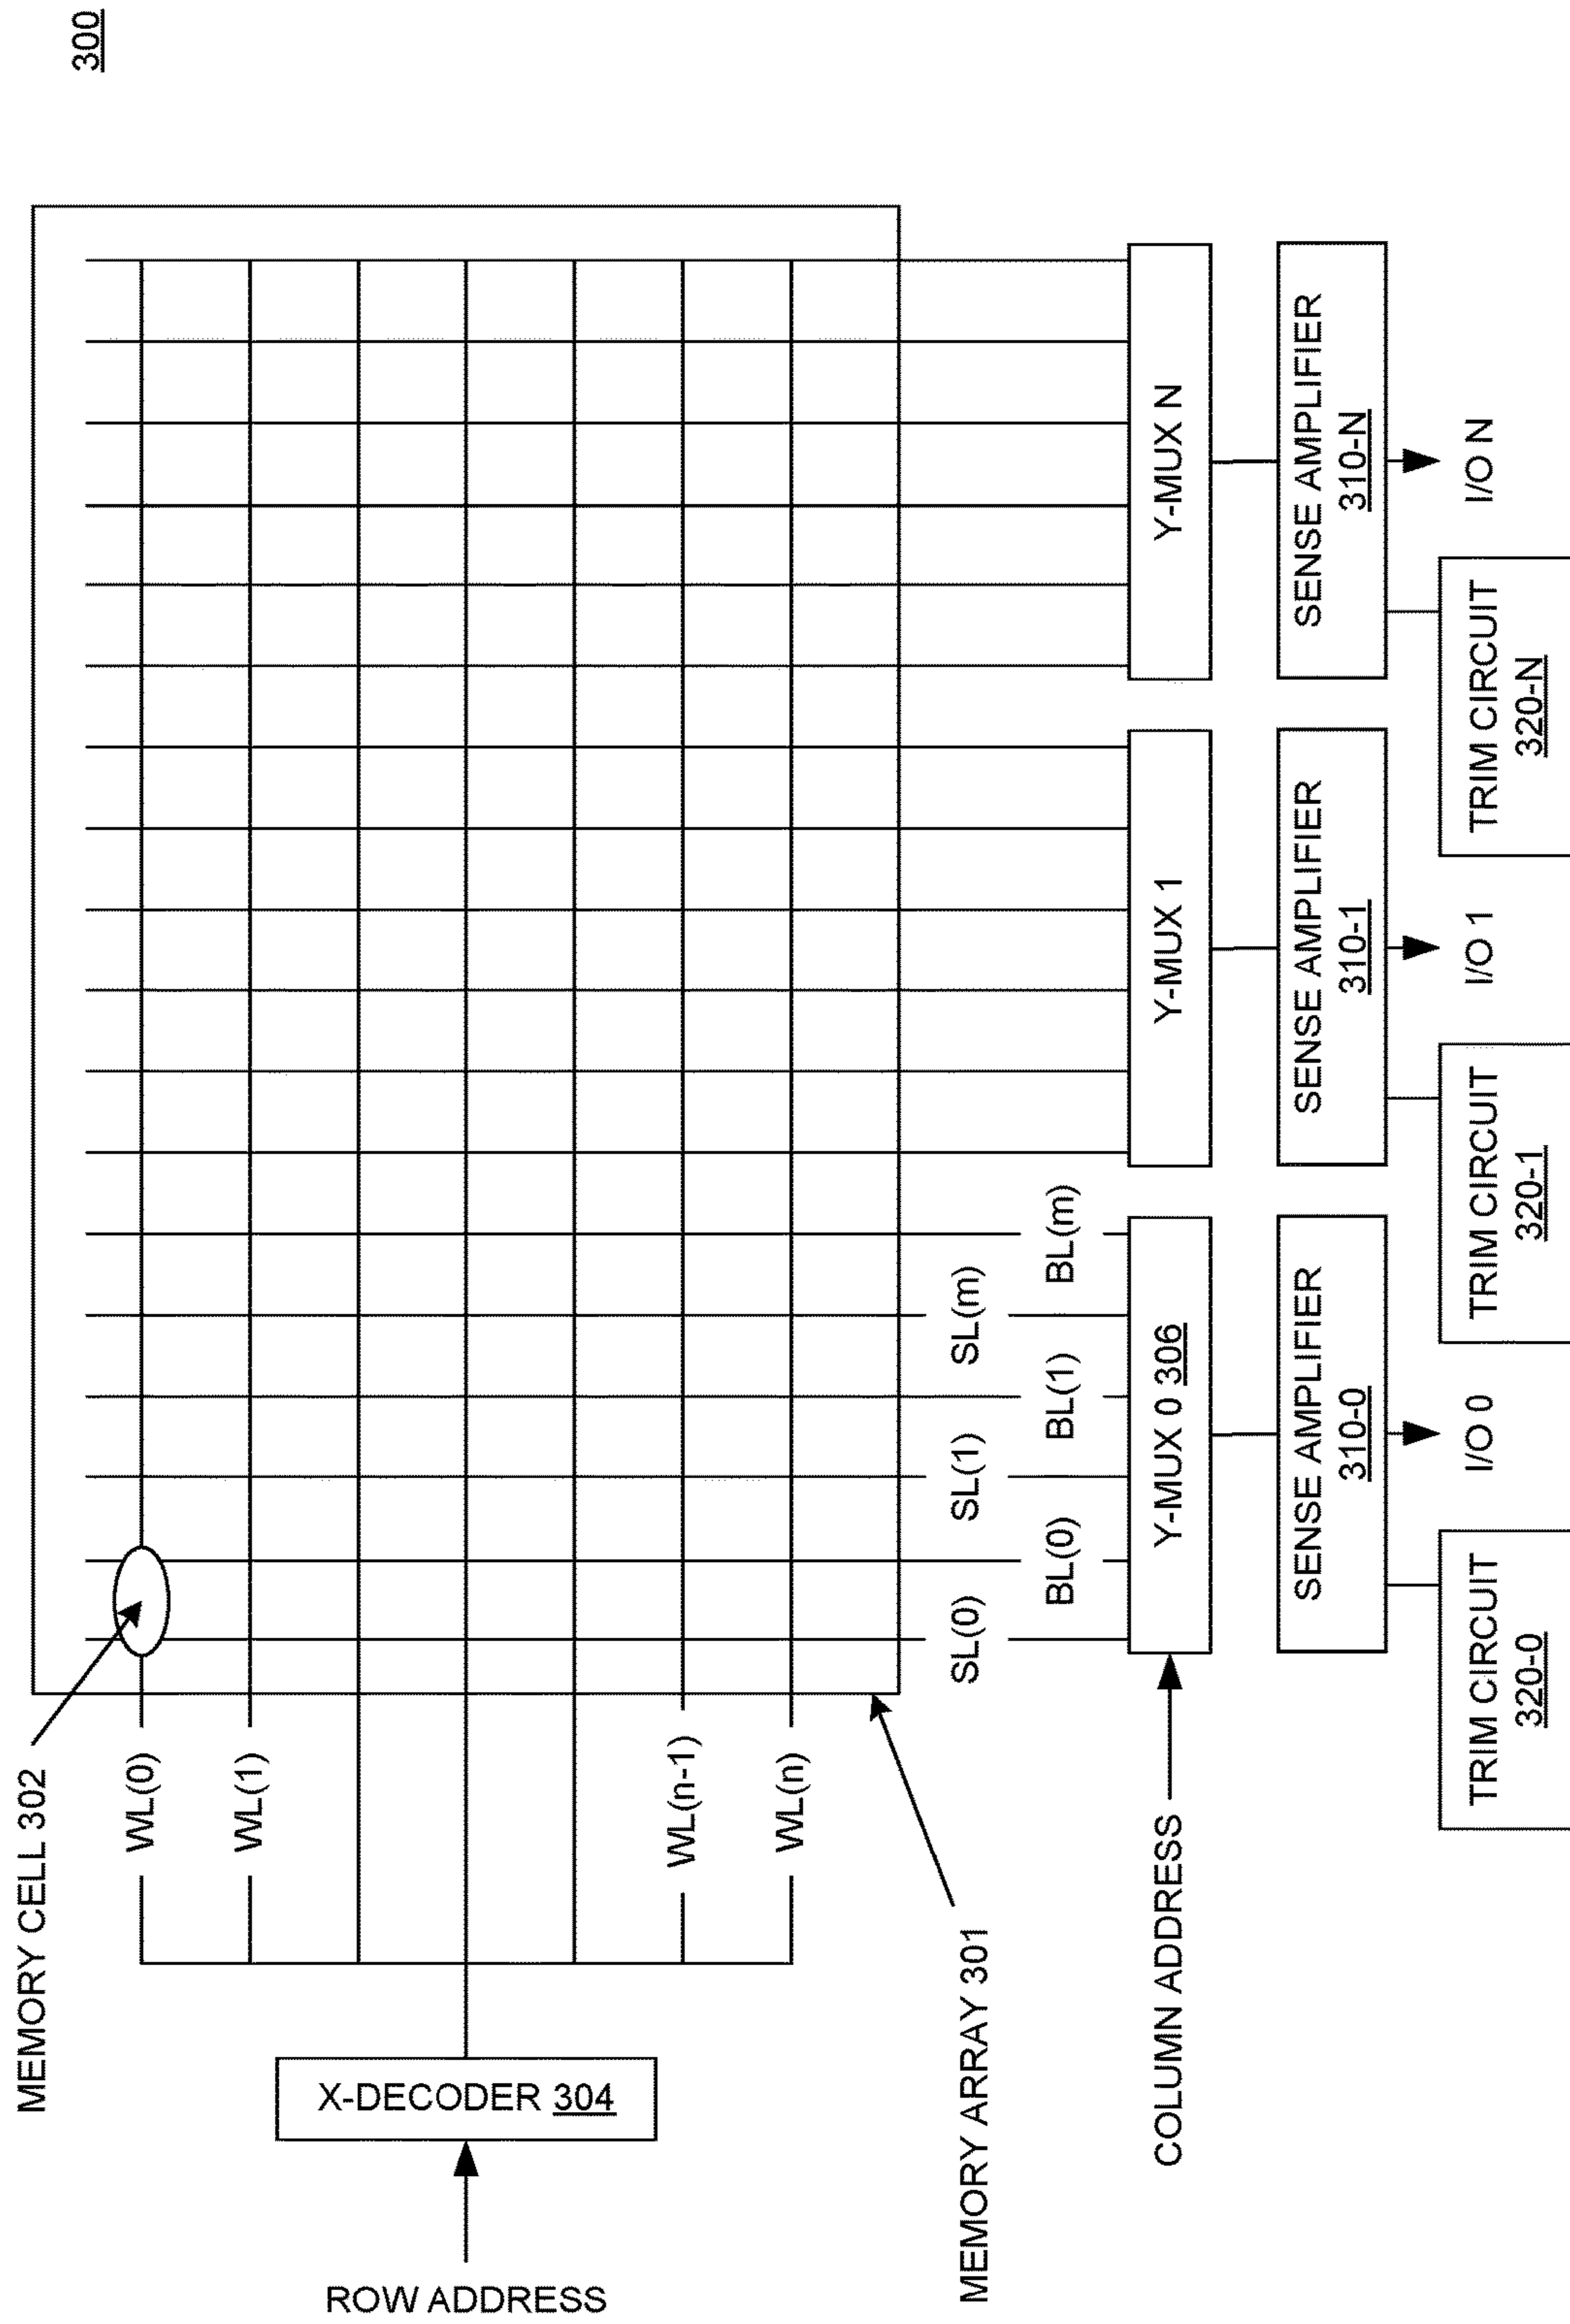 300
MEMORY CELL 302
WL(0)
WL(1)
WL(n-1)
WL(n)
X-DECODER 304
ROW ADDRESS
MEMORY ARRAY 301
SL(0)
SL(1)
SL(m)
BL(0)
BL(1)
BL(m)
COLUMN ADDRESS
Y-MUX 0 306
Y-MUX 1
Y-MUX N
SENSE AMPLIFIER
310-0
SENSE AMPLIFIER
310-1
SENSE AMPLIFIER
310-N
I/O 0
I/O 1
I/O N
TRIM CIRCUIT
320-0
TRIM CIRCUIT
320-1
TRIM CIRCUIT
320-N